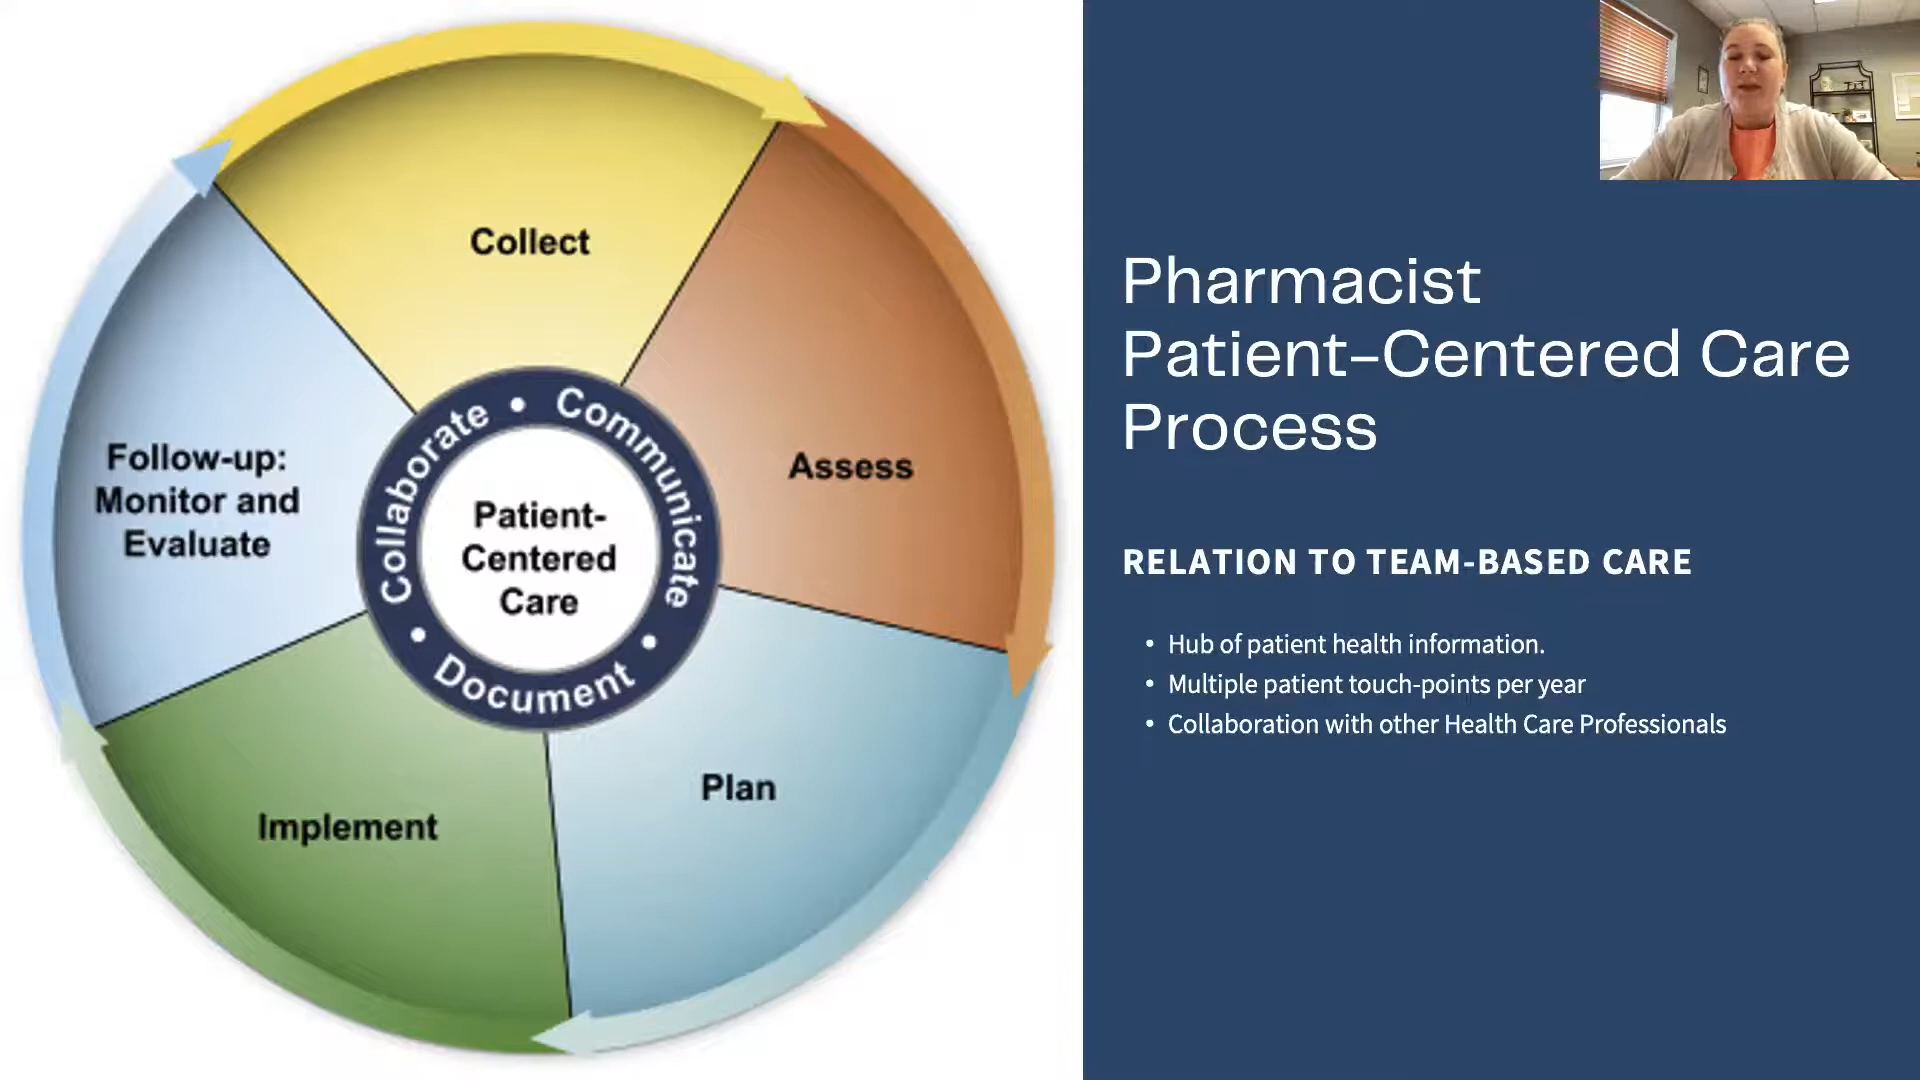 Collect
Assess
Plan
Implement
Follow-up:
Monitor and
Evaluate
Collaborate • Communicate • Document •
Patient-
Centered
Care
Pharmacist
Patient-Centered Care
Process
RELATION TO TEAM-BASED CARE
• Hub of patient health information.
• Multiple patient touch-points per year
• Collaboration with other Health Care Professionals